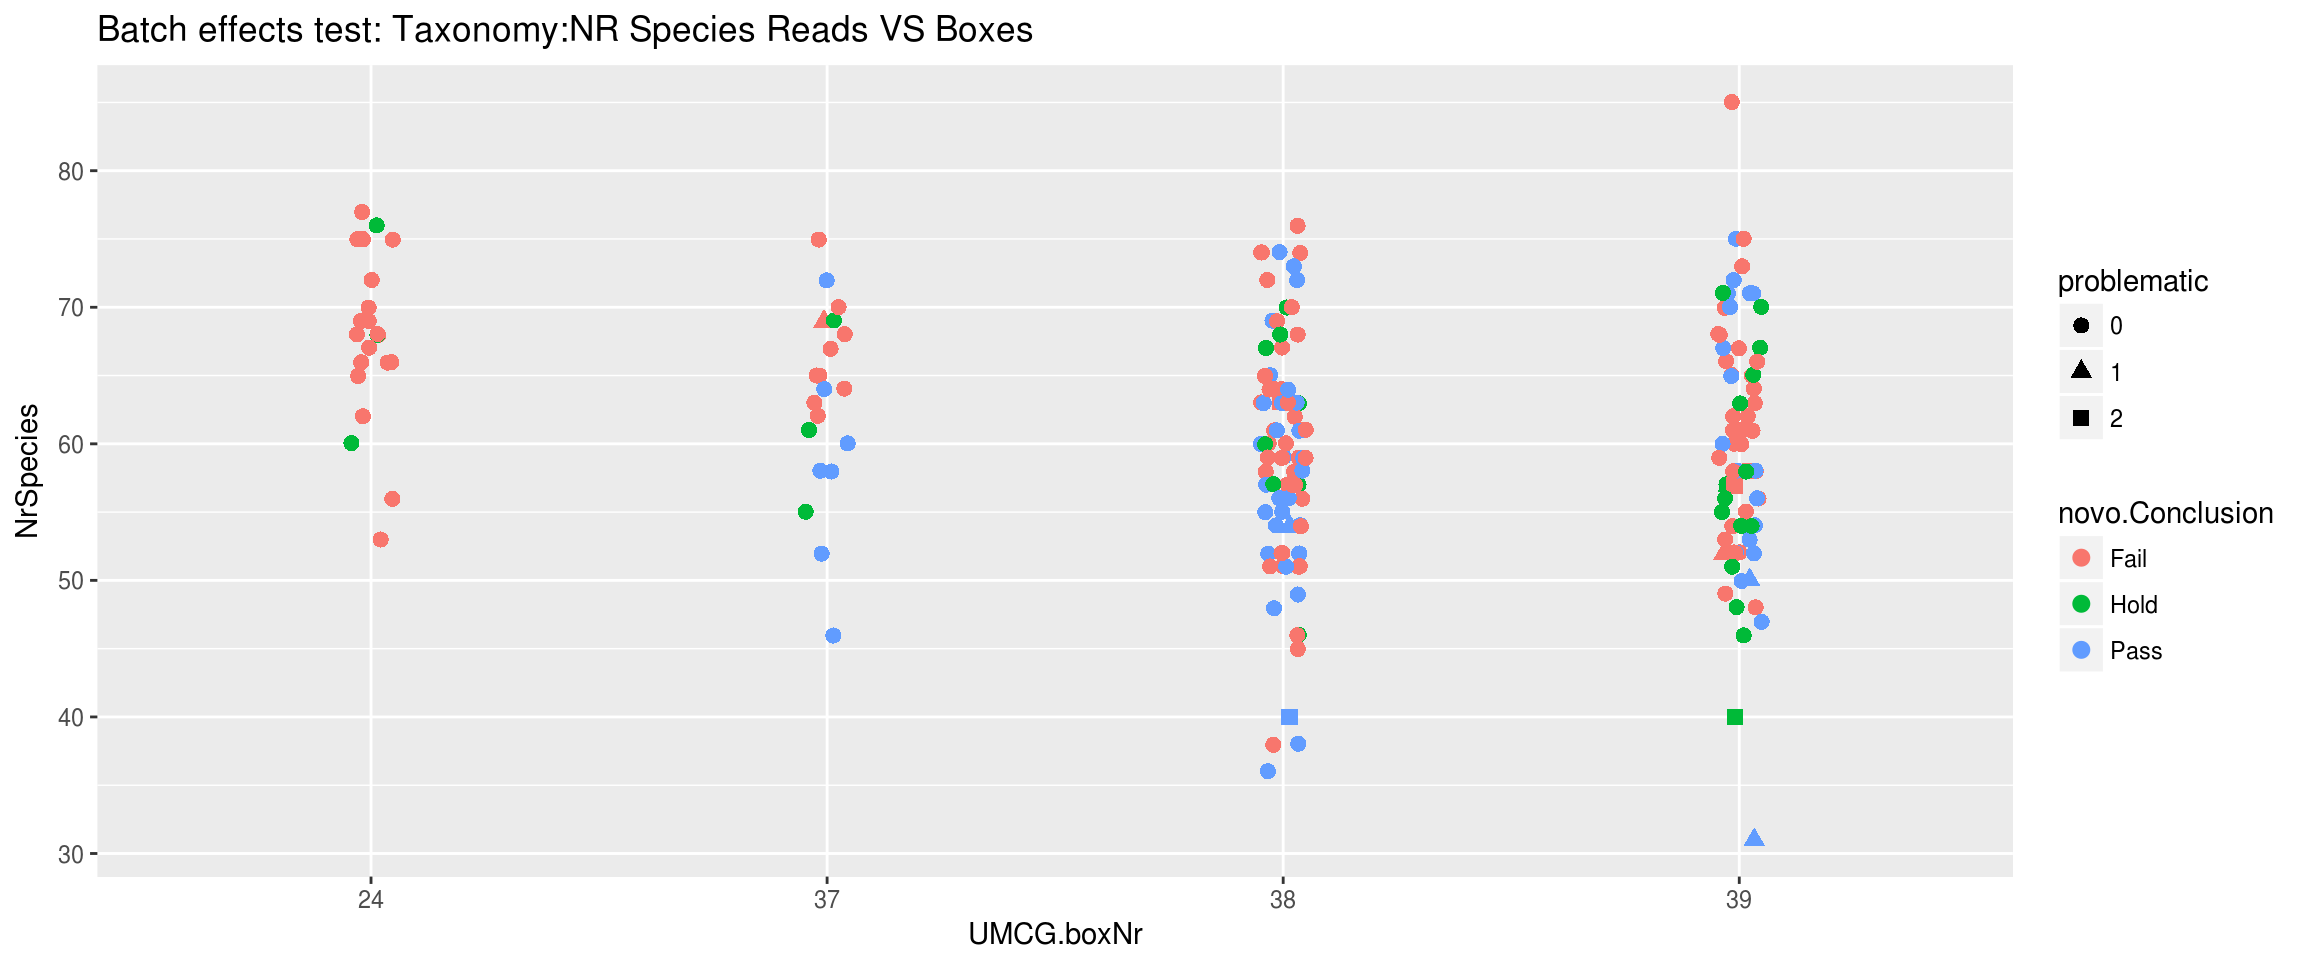 Batch effects test: Taxonomy:NR Species Reads VS Boxes
NrSpecies
80
70
60
50
40
30
24
37
38
39
UMCG.boxNr
problematic
0
1
2
novo.Conclusion
Fail
Hold
Pass